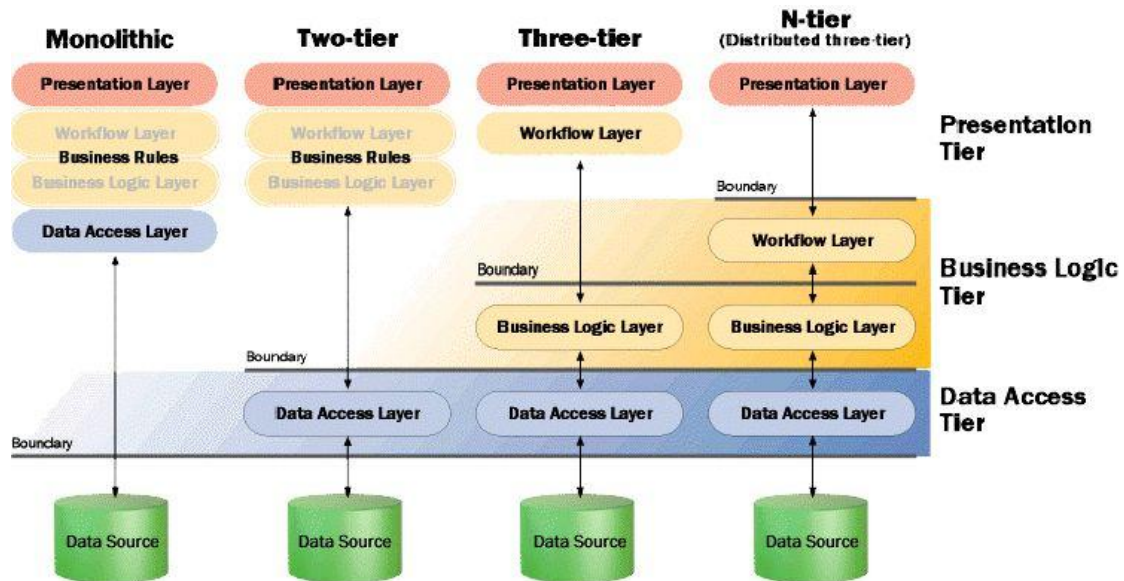 Monolithic
Two-tier
Three-tier
N-tier
(Distributed three-tier)
Presentation Layer
Presentation Layer
Presentation Layer
Presentation Layer
Workflow Layer
Workflow Layer
Workflow Layer
Presentation
Tier
Business Rules
Business Rules
Business Logic Layer
Business Logic Layer
Boundary
Data Access Layer
Workflow Layer
Boundary
Business Logic
Tier
Business Logic Layer
Business Logic Layer
Boundary
Data Access Layer
Data Access Layer
Data Access Layer
Data Access
Tier
Boundary
Data Source
Data Source
Data Source
Data Source